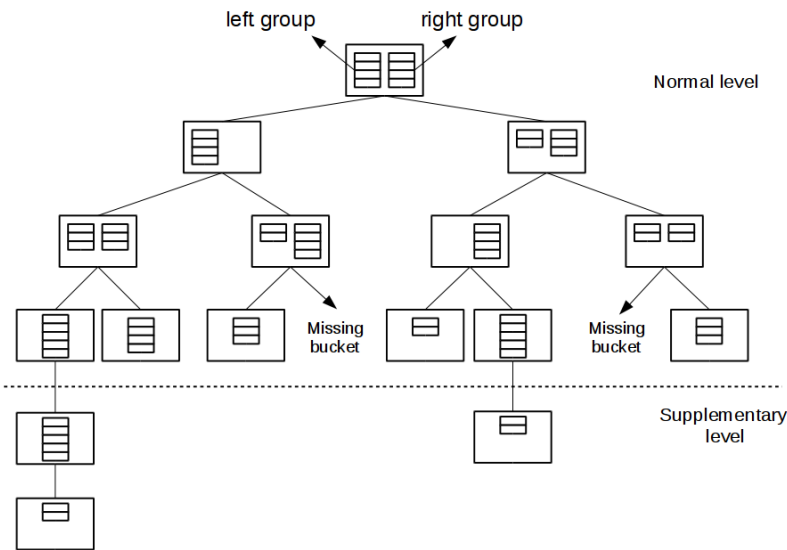 left group
right group
Normal level
Missing
bucket
Missing
bucket
Supplementary
level